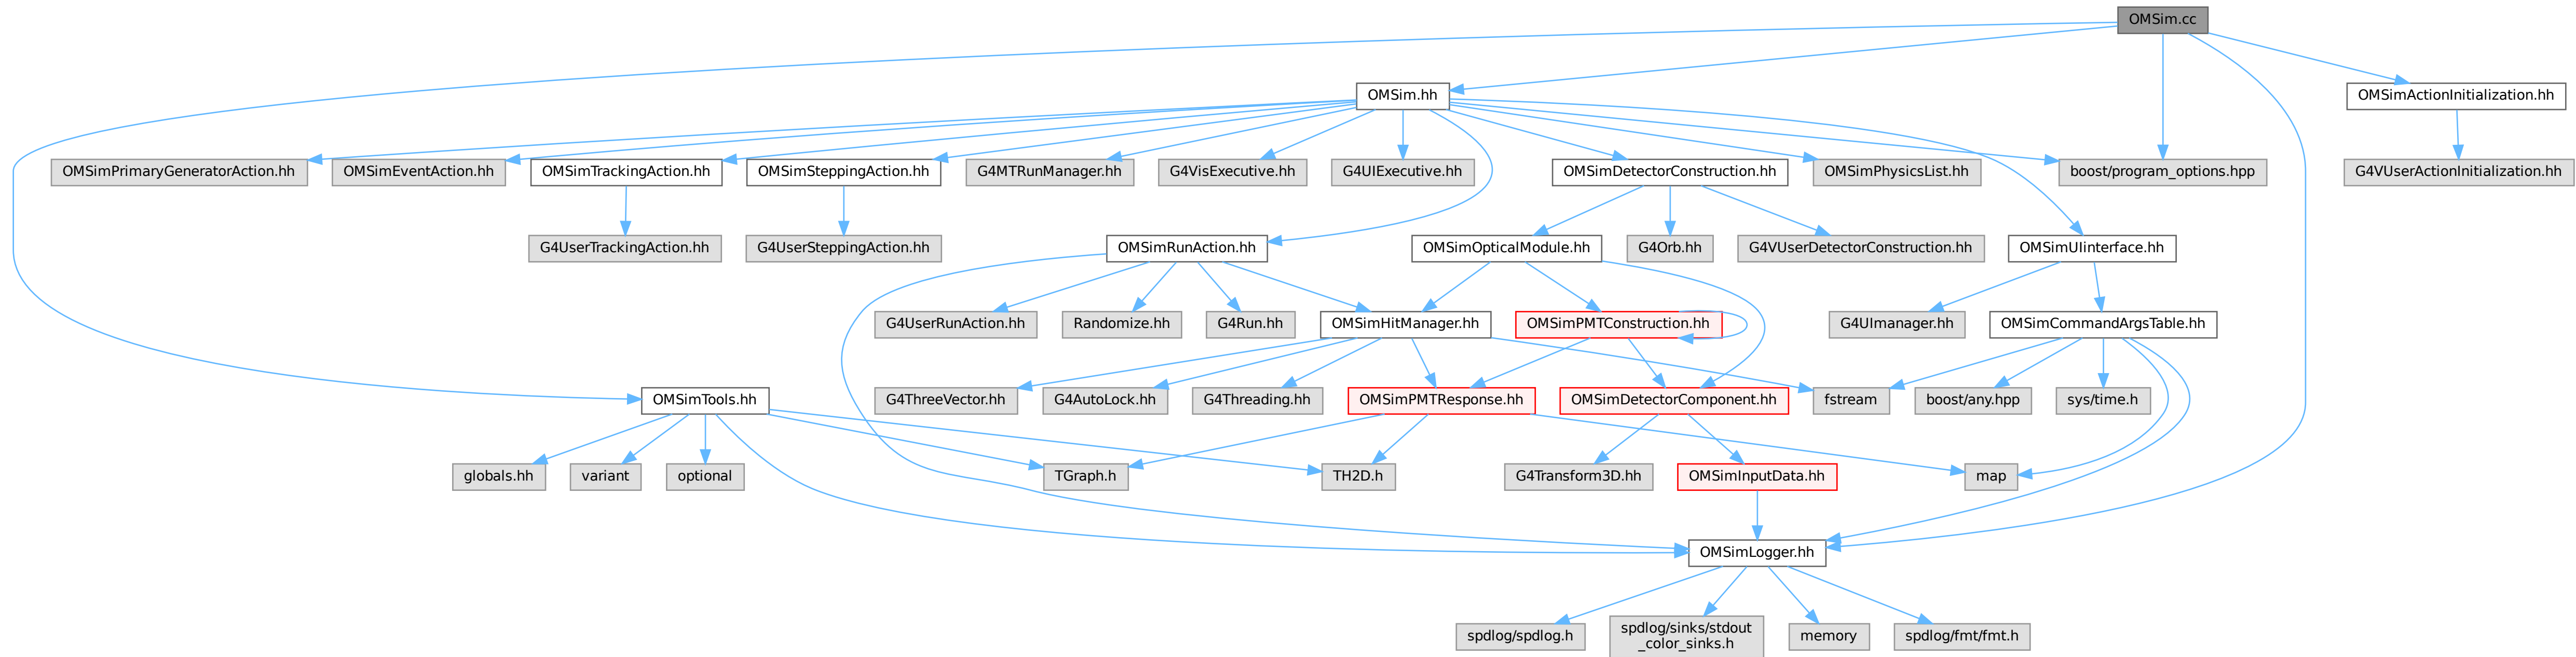 OMSim.cc
OMSim.hh
OMSimActionInitialization.hh
OMSimPrimaryGeneratorAction.hh
OMSimEventAction.hh
OMSimTrackingAction.hh
OMSimSteppingAction.hh
G4MTRunManager.hh
G4VisExecutive.hh
G4UIExecutive.hh
OMSimDetectorConstruction.hh
OMSimPhysicsList.hh
boost/program_options.hpp
G4VUserActionInitialization.hh
G4UserTrackingAction.hh
G4UserSteppingAction.hh
OMSimRunAction.hh
OMSimOpticalModule.hh
G4Orb.hh
G4VUserDetectorConstruction.hh
OMSimUIinterface.hh
G4UserRunAction.hh
Randomize.hh
G4Run.hh
OMSimHitManager.hh
OMSimPMTConstruction.hh
G4UImanager.hh
OMSimCommandArgsTable.hh
OMSimTools.hh
G4ThreeVector.hh
G4AutoLock.hh
G4Threading.hh
OMSimPMTResponse.hh
OMSimDetectorComponent.hh
fstream
boost/any.hpp
sys/time.h
globals.hh
variant
optional
TGraph.h
TH2D.h
G4Transform3D.hh
OMSimInputData.hh
map
OMSimLogger.hh
spdlog/spdlog.h
spdlog/sinks/stdout
_color_sinks.h
memory
spdlog/fmt/fmt.h